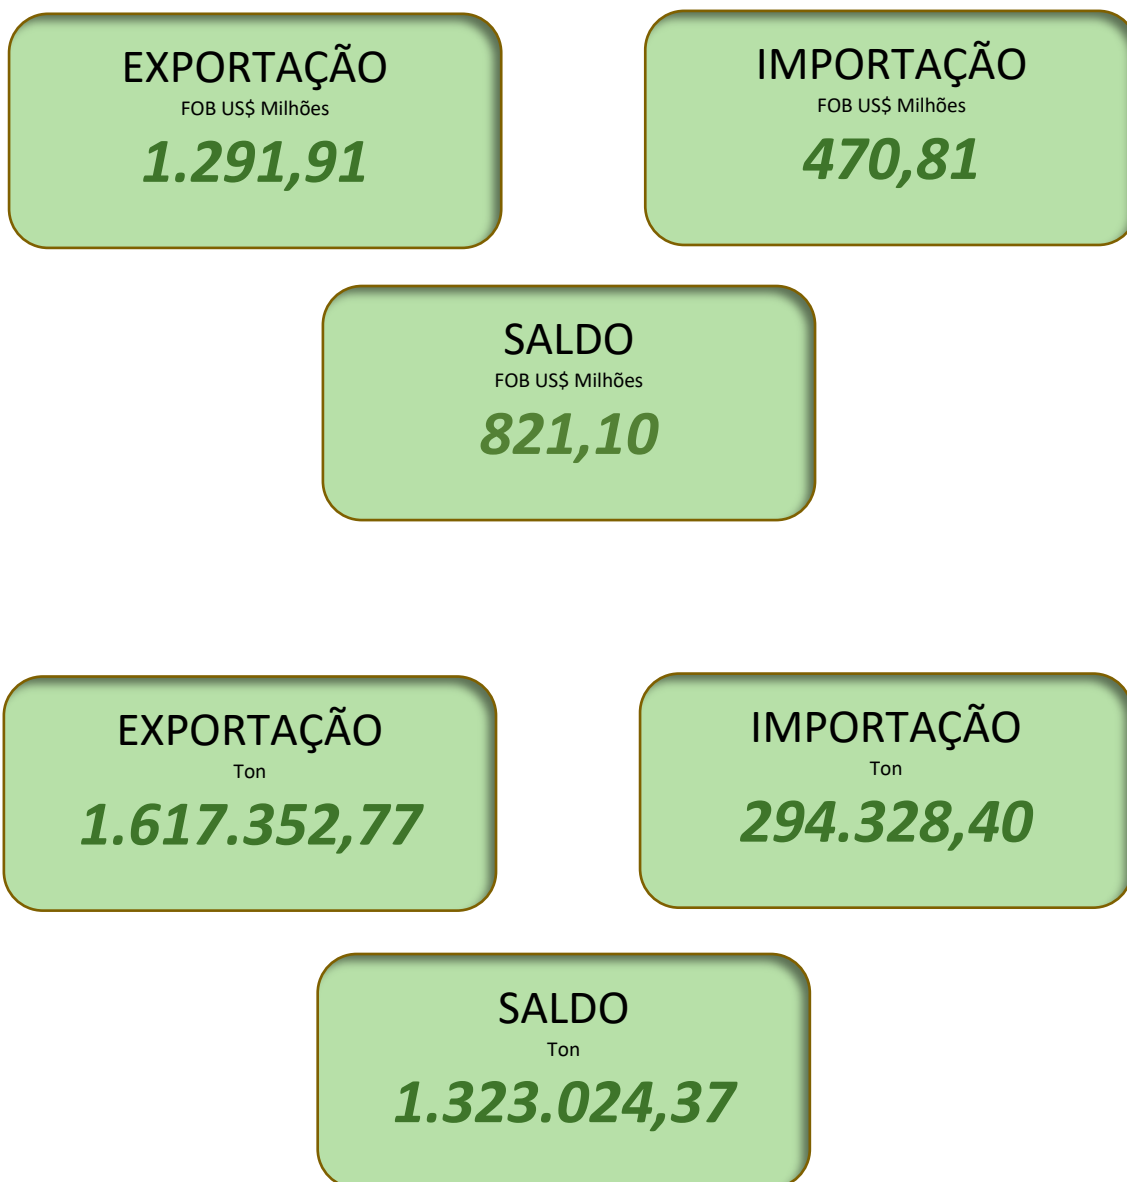 EXPORTAÇÃO
FOB US$ Milhões
1.291,91
IMPORTAÇÃO
FOB US$ Milhões
470,81
SALDO
FOB US$ Milhões
821,10
EXPORTAÇÃO
Ton
1.617.352,77
IMPORTAÇÃO
Ton
294.328,40
SALDO
Ton
1.323.024,37